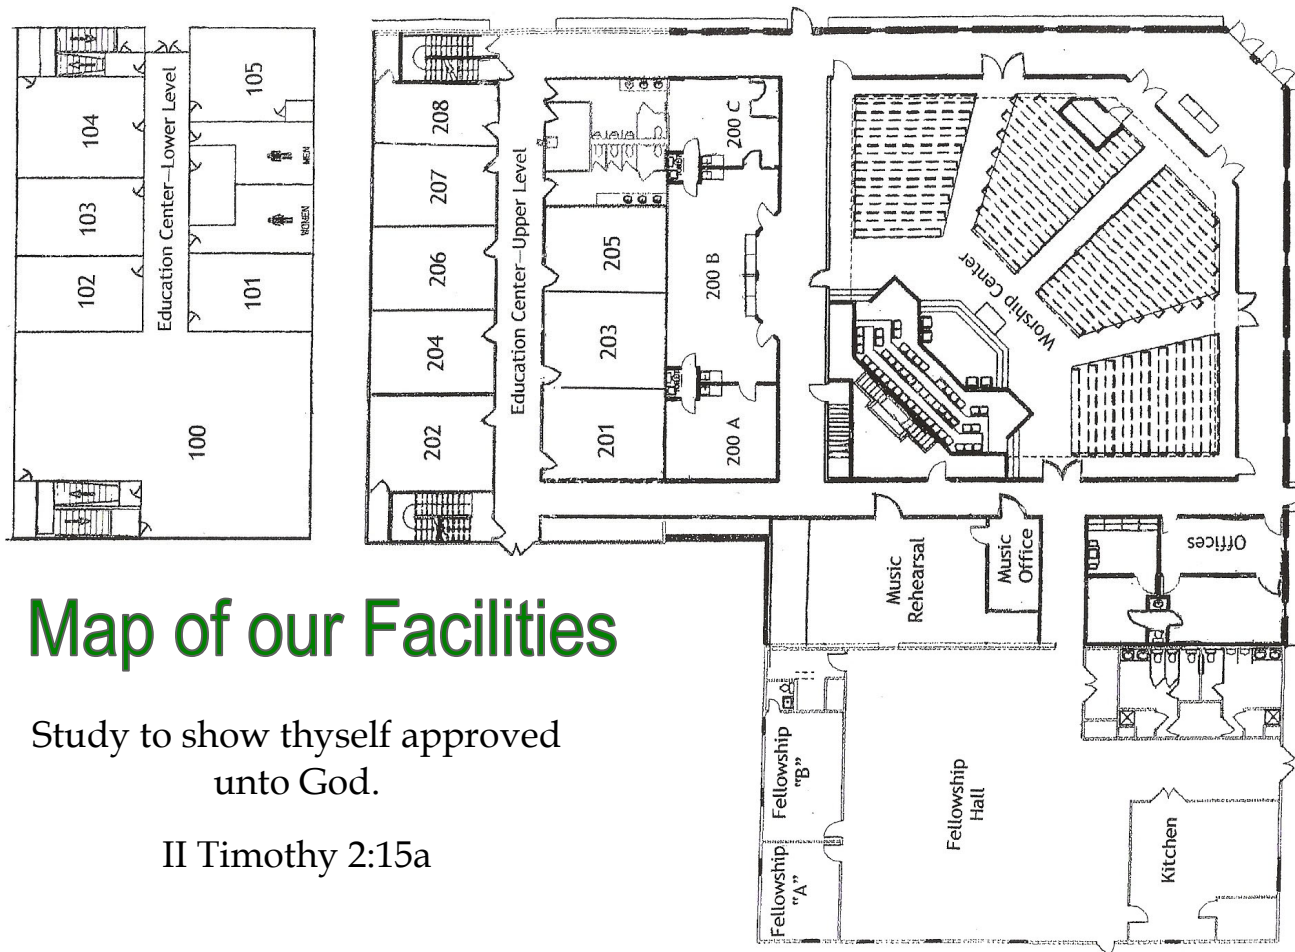 104
103
102
100
Education Center–Lower Level
105
MEN
WOMEN
101
208
207
206
204
202
Education Center–Upper Level
205
203
201
200 C
200 B
200 A
Worship Center
Music
Rehearsal
Music
Office
Offices
Fellowship
"B"
Fellowship
"A"
Fellowship
Hall
Kitchen
Map of our Facilities
Study to show thyself approved
unto God.
II Timothy 2:15a